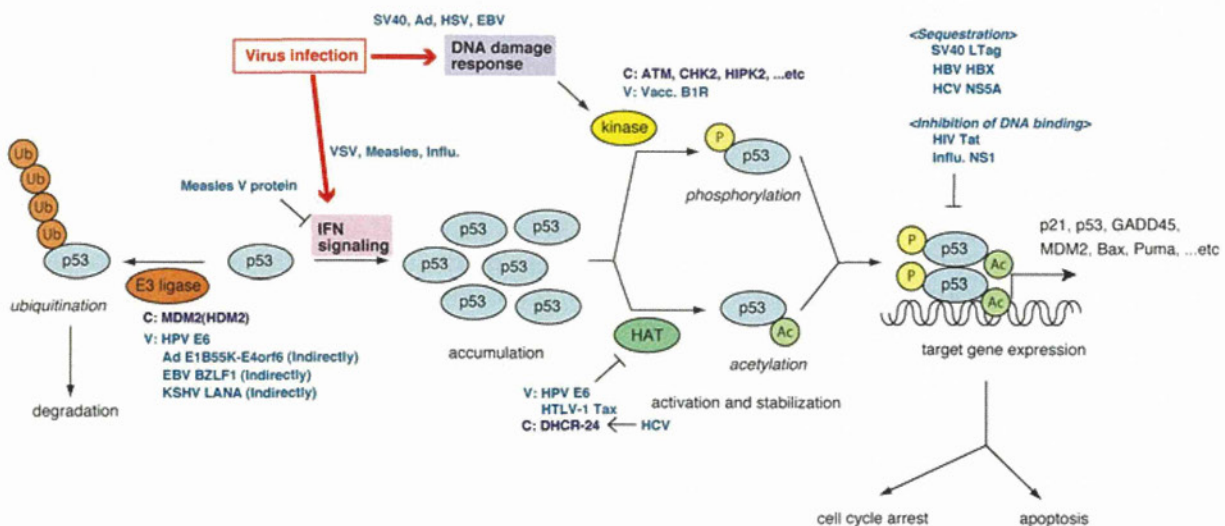 SV40, Ad, HSV, EBV
Virus infection
DNA damage
response
C: ATM, CHK2, HIPK2, ...etc
V: Vacc. B1R
kinase
<Sequestration>
SV40 LTag
HBV HBX
HCV NS5A
<Inhibition of DNA binding>
HIV Tat
Influ. NS1
VSV, Measles, Influ.
Measles V protein
IFN
signaling
Ub
Ub
Ub
Ub
p53
ubiquitination
degradation
E3 ligase
p53
C: MDM2(HDM2)
V: HPV E6
Ad E1B55K-E4orf6 (Indirectly)
EBV BZLF1 (Indirectly)
KSHV LANA (Indirectly)
p53
p53
p53
p53
p53
p53
p53
accumulation
P
p53
phosphorylation
HAT
p53
Ac
acetylation
V: HPV E6
HTLV-1 Tax
C: DHCR-24
HCV
activation and stabilization
P
p53
Ac
P
p53
Ac
p21, p53, GADD45,
MDM2, Bax, Puma, ...etc
target gene expression
cell cycle arrest
apoptosis